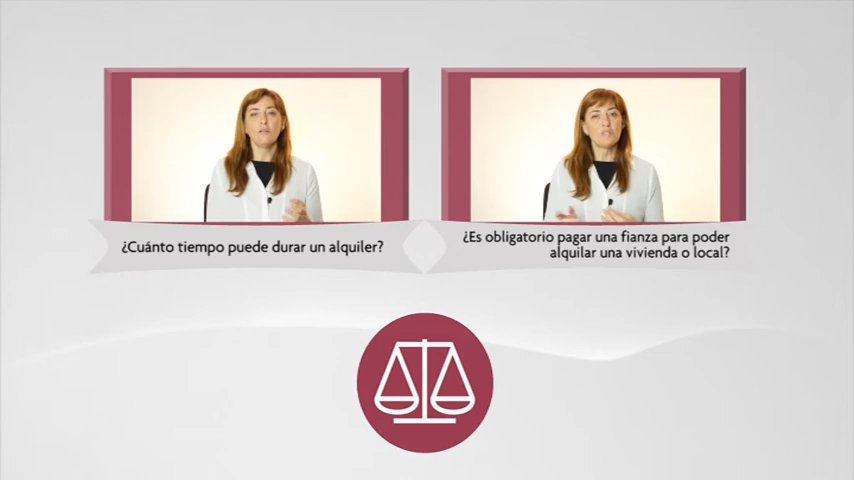 ¿Cuánto tiempo puede durar un alquiler?
¿Es obligatorio pagar una fianza para poder
alquilar una vivienda o local?